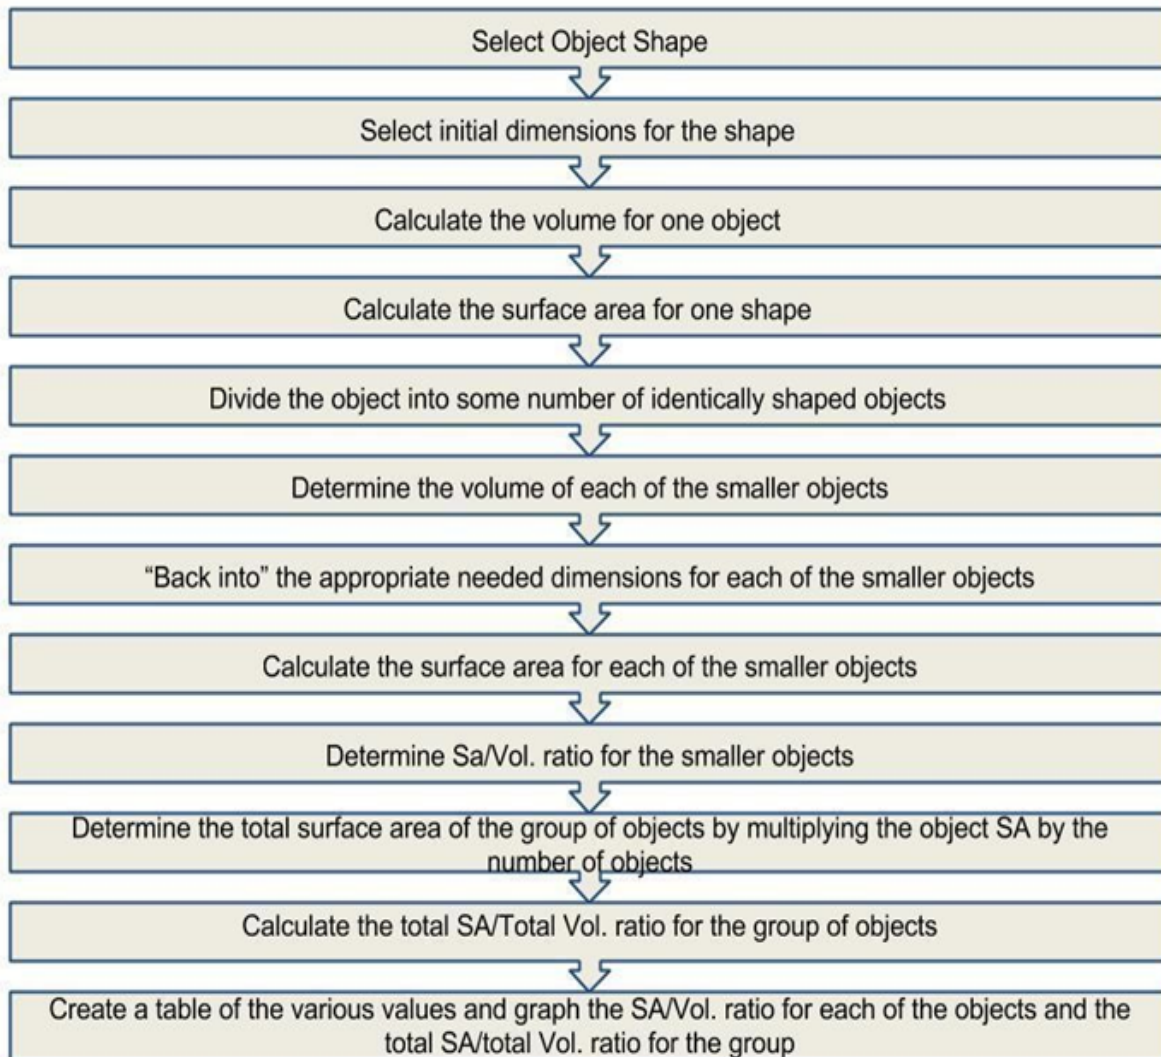 Select Object Shape
Select initial dimensions for the shape
Calculate the volume for one object
Calculate the surface area for one shape
Divide the object into some number of identically shaped objects
Determine the volume of each of the smaller objects
“Back into” the appropriate needed dimensions for each of the smaller objects
Calculate the surface area for each of the smaller objects
Determine Sa/Vol. ratio for the smaller objects
Determine the total surface area of the group of objects by multiplying the object SA by the
number of objects
Calculate the total SA/Total Vol. ratio for the group of objects
Create a table of the various values and graph the SA/Vol. ratio for each of the objects and the
total SA/total Vol. ratio for the group